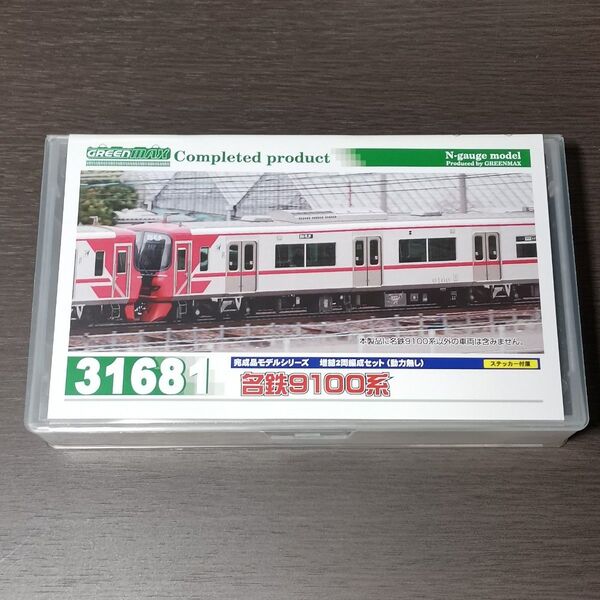 GREENMAX Completed product
N-gauge model
Produced by GREENMAX
本製品に名鉄9100系以外の車両は含みません。
31681
完成品モデルシリーズ 増結2両編成セット（動力無し）
ステッカー付属
名鉄9100系